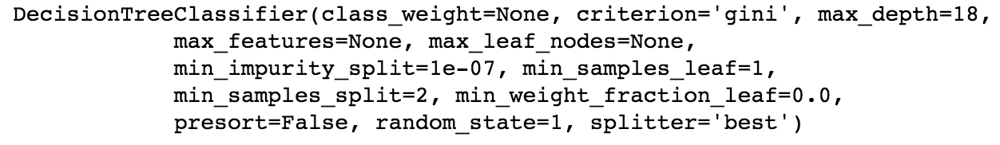 DecisionTreeClassifier(class_weight=None, criterion='gini', max_depth=18,
max_features=None, max_leaf_nodes=None,
min_impurity_split=1e-07, min_samples_leaf=1,
min_samples_split=2, min_weight_fraction_leaf=0.0,
presort=False, random_state=1, splitter='best')